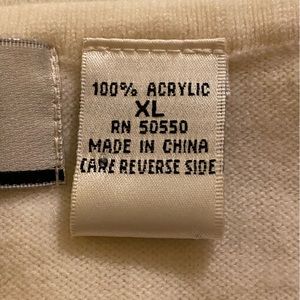 100% ACRYLIC
XL
RN 50550
MADE IN CHINA
CARE REVERSE SIDE